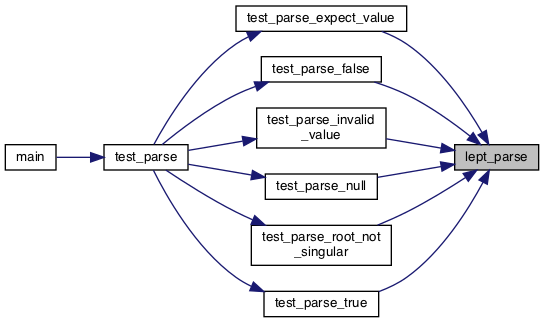 test_parse_expect_value
test_parse_false
test_parse_invalid
_value
main
test_parse
lept_parse
test_parse_null
test_parse_root_not
_singular
test_parse_true